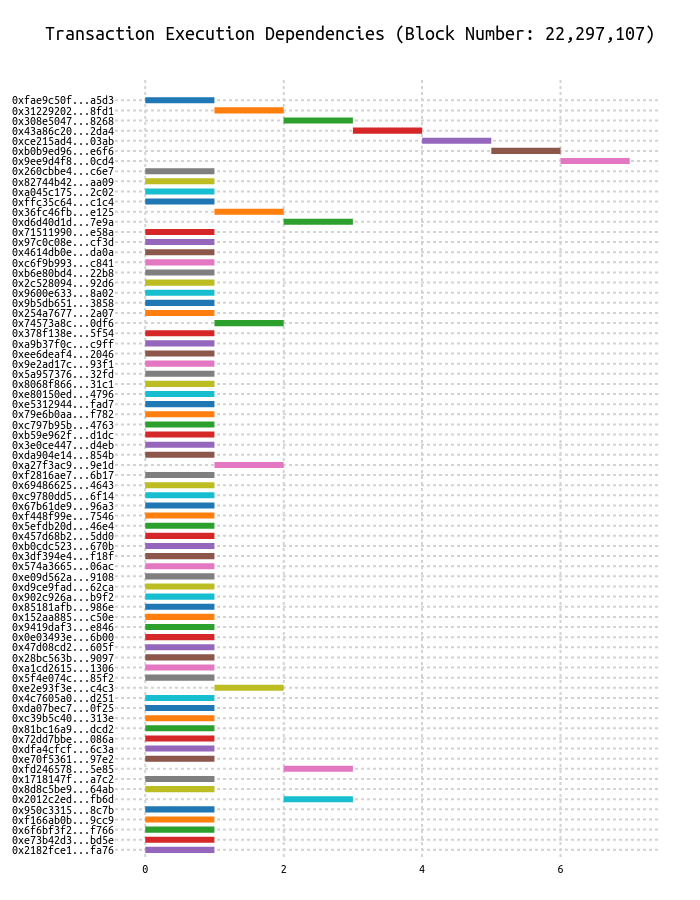 Transaction Execution Dependencies (Block Number: 22,297,107)
0xfae9c50f...a5d3
0x31229202...8fd1
0x308e5047...8268
0x43a86c20...2da4
0xce215ad4...03ab
0xb0b9ed96...e6f6
0x9ee9d4f8...0cd4
0x260cbbe4...c6e7
0x82744b42...aa09
0xa045c175...2c02
0xffc35c64...c1c4
0x36fc46fb...e125
0xd6d40d1d...7e9a
0x71511990...e58a
0x97c0c08e...cf3d
0x4614db0e...da0a
0xc6f9b993...c841
0xb6e80bd4...22b8
0x2c528094...92d6
0x9600e633...8a02
0x9b5db651...3858
0x254a7677...2a07
0x74573a8c...0df6
0x378f138e...5f54
0xa9b37f0c...c9ff
0xee6deaf4...2046
0x9e2ad17c...93f1
0x5a957376...32fd
0x8068f866...31c1
0xe80150ed...4796
0xe5312944...fad7
0x79e6b0aa...f782
0xc797b95b...4763
0xb59e962f...d1dc
0x3e0ce447...d4eb
0xda904e14...854b
0xa27f3ac9...9e1d
0xf2816ae7...6b17
0x69486625...4643
0xc9780dd5...6f14
0x67b61de9...96a3
0xf448f99e...7546
0x5efdb20d...46e4
0x457d68b2...5dd0
0xb0cdc523...670b
0x3df394e4...f18f
0x574a3665...06ac
0xe09d562a...9108
0xd9ce9fad...62ca
0x902c926a...b9f2
0x85181afb...986e
0x152aa885...c50e
0x9419daf3...e846
0x0e03493e...6b00
0x47d08cd2...605f
0x28bc563b...9097
0xa1cd2615...1306
0x5f4e074c...85f2
0xe2e93f3e...c4c3
0x4c7605a0...d251
0xda07bec7...0f25
0xc39b5c40...313e
0x81bc16a9...dcd2
0x72dd7bbe...086a
0xdfa4cfcf...6c3a
0xe70f5361...97e2
0xfd246578...5e85
0x1718147f...a7c2
0x8d8c5be9...64ab
0x2012c2ed...fb6d
0x950c3315...8c7b
0xf166ab0b...9cc9
0x6f6bf3f2...f766
0xe73b42d3...bd5e
0x2182fce1...fa76
0 2 4 6